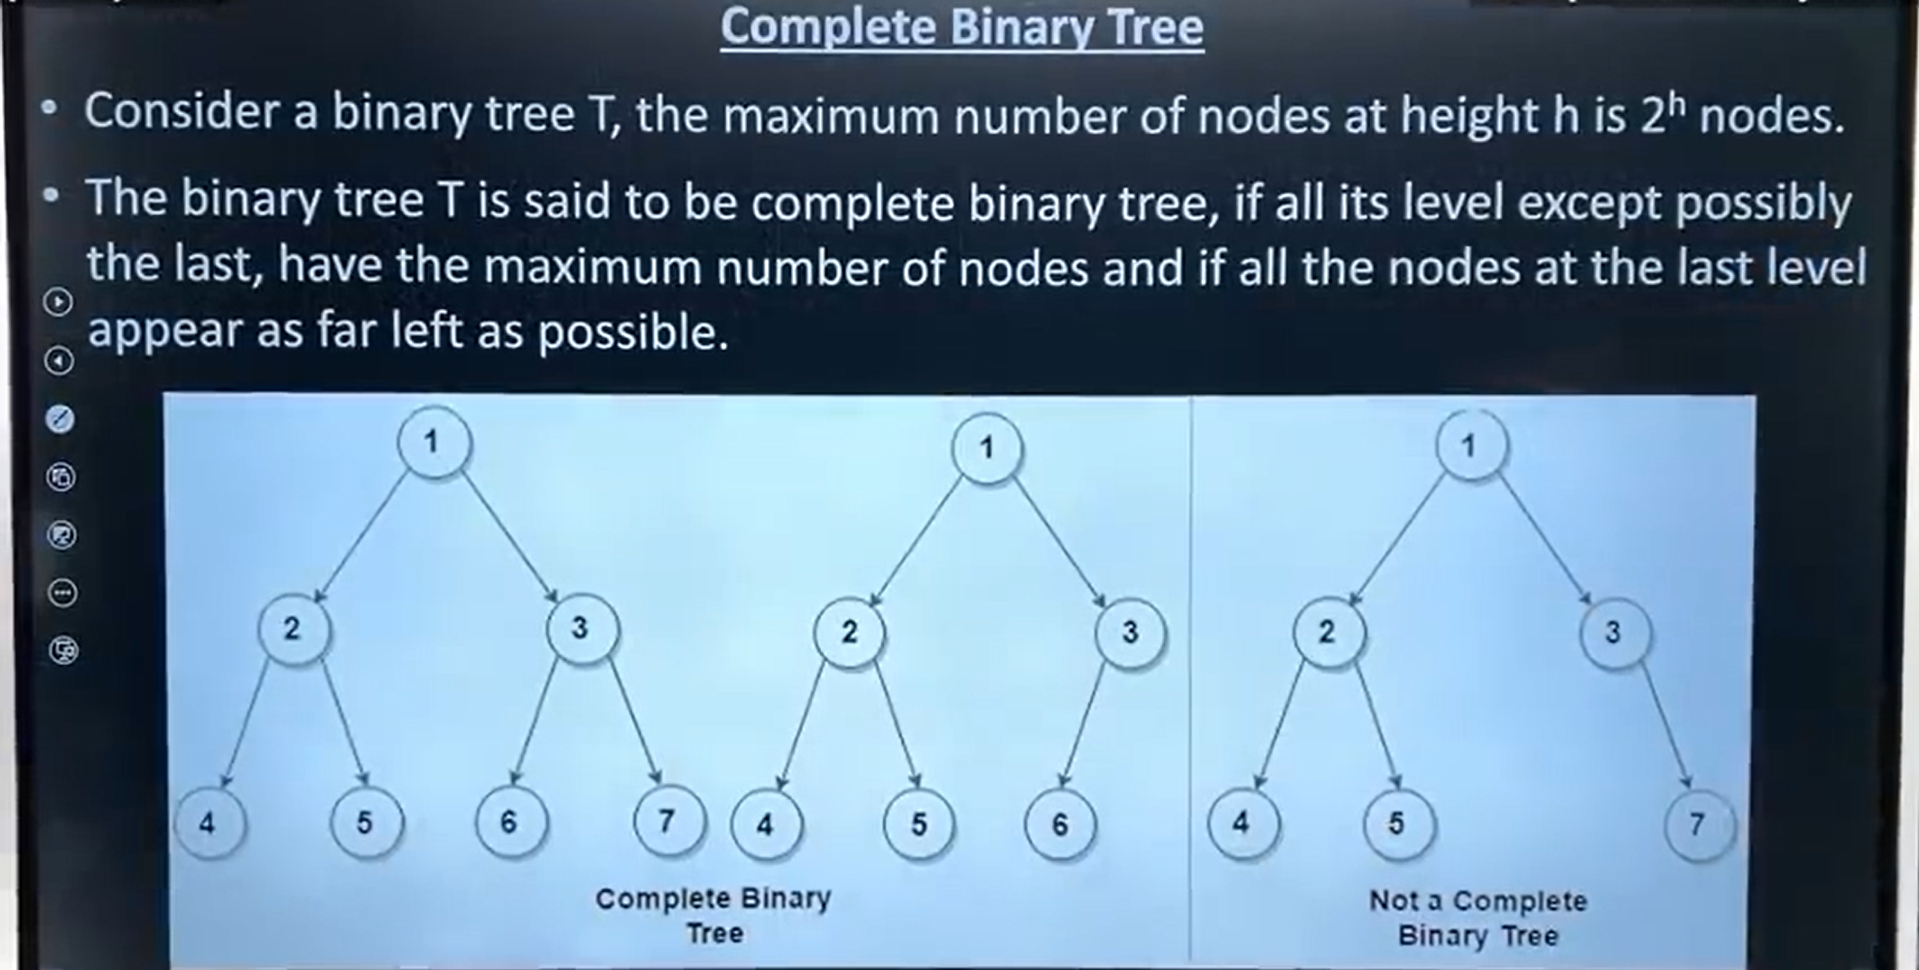 Complete Binary Tree
• Consider a binary tree T, the maximum number of nodes at height h is 2ʰ nodes.
• The binary tree T is said to be complete binary tree, if all its level except possibly
the last, have the maximum number of nodes and if all the nodes at the last level
appear as far left as possible.
1
2 3
4 5 6 7
1
2 3
4 5 6
Complete Binary
Tree
1
2 3
4 5 7
Not a Complete
Binary Tree